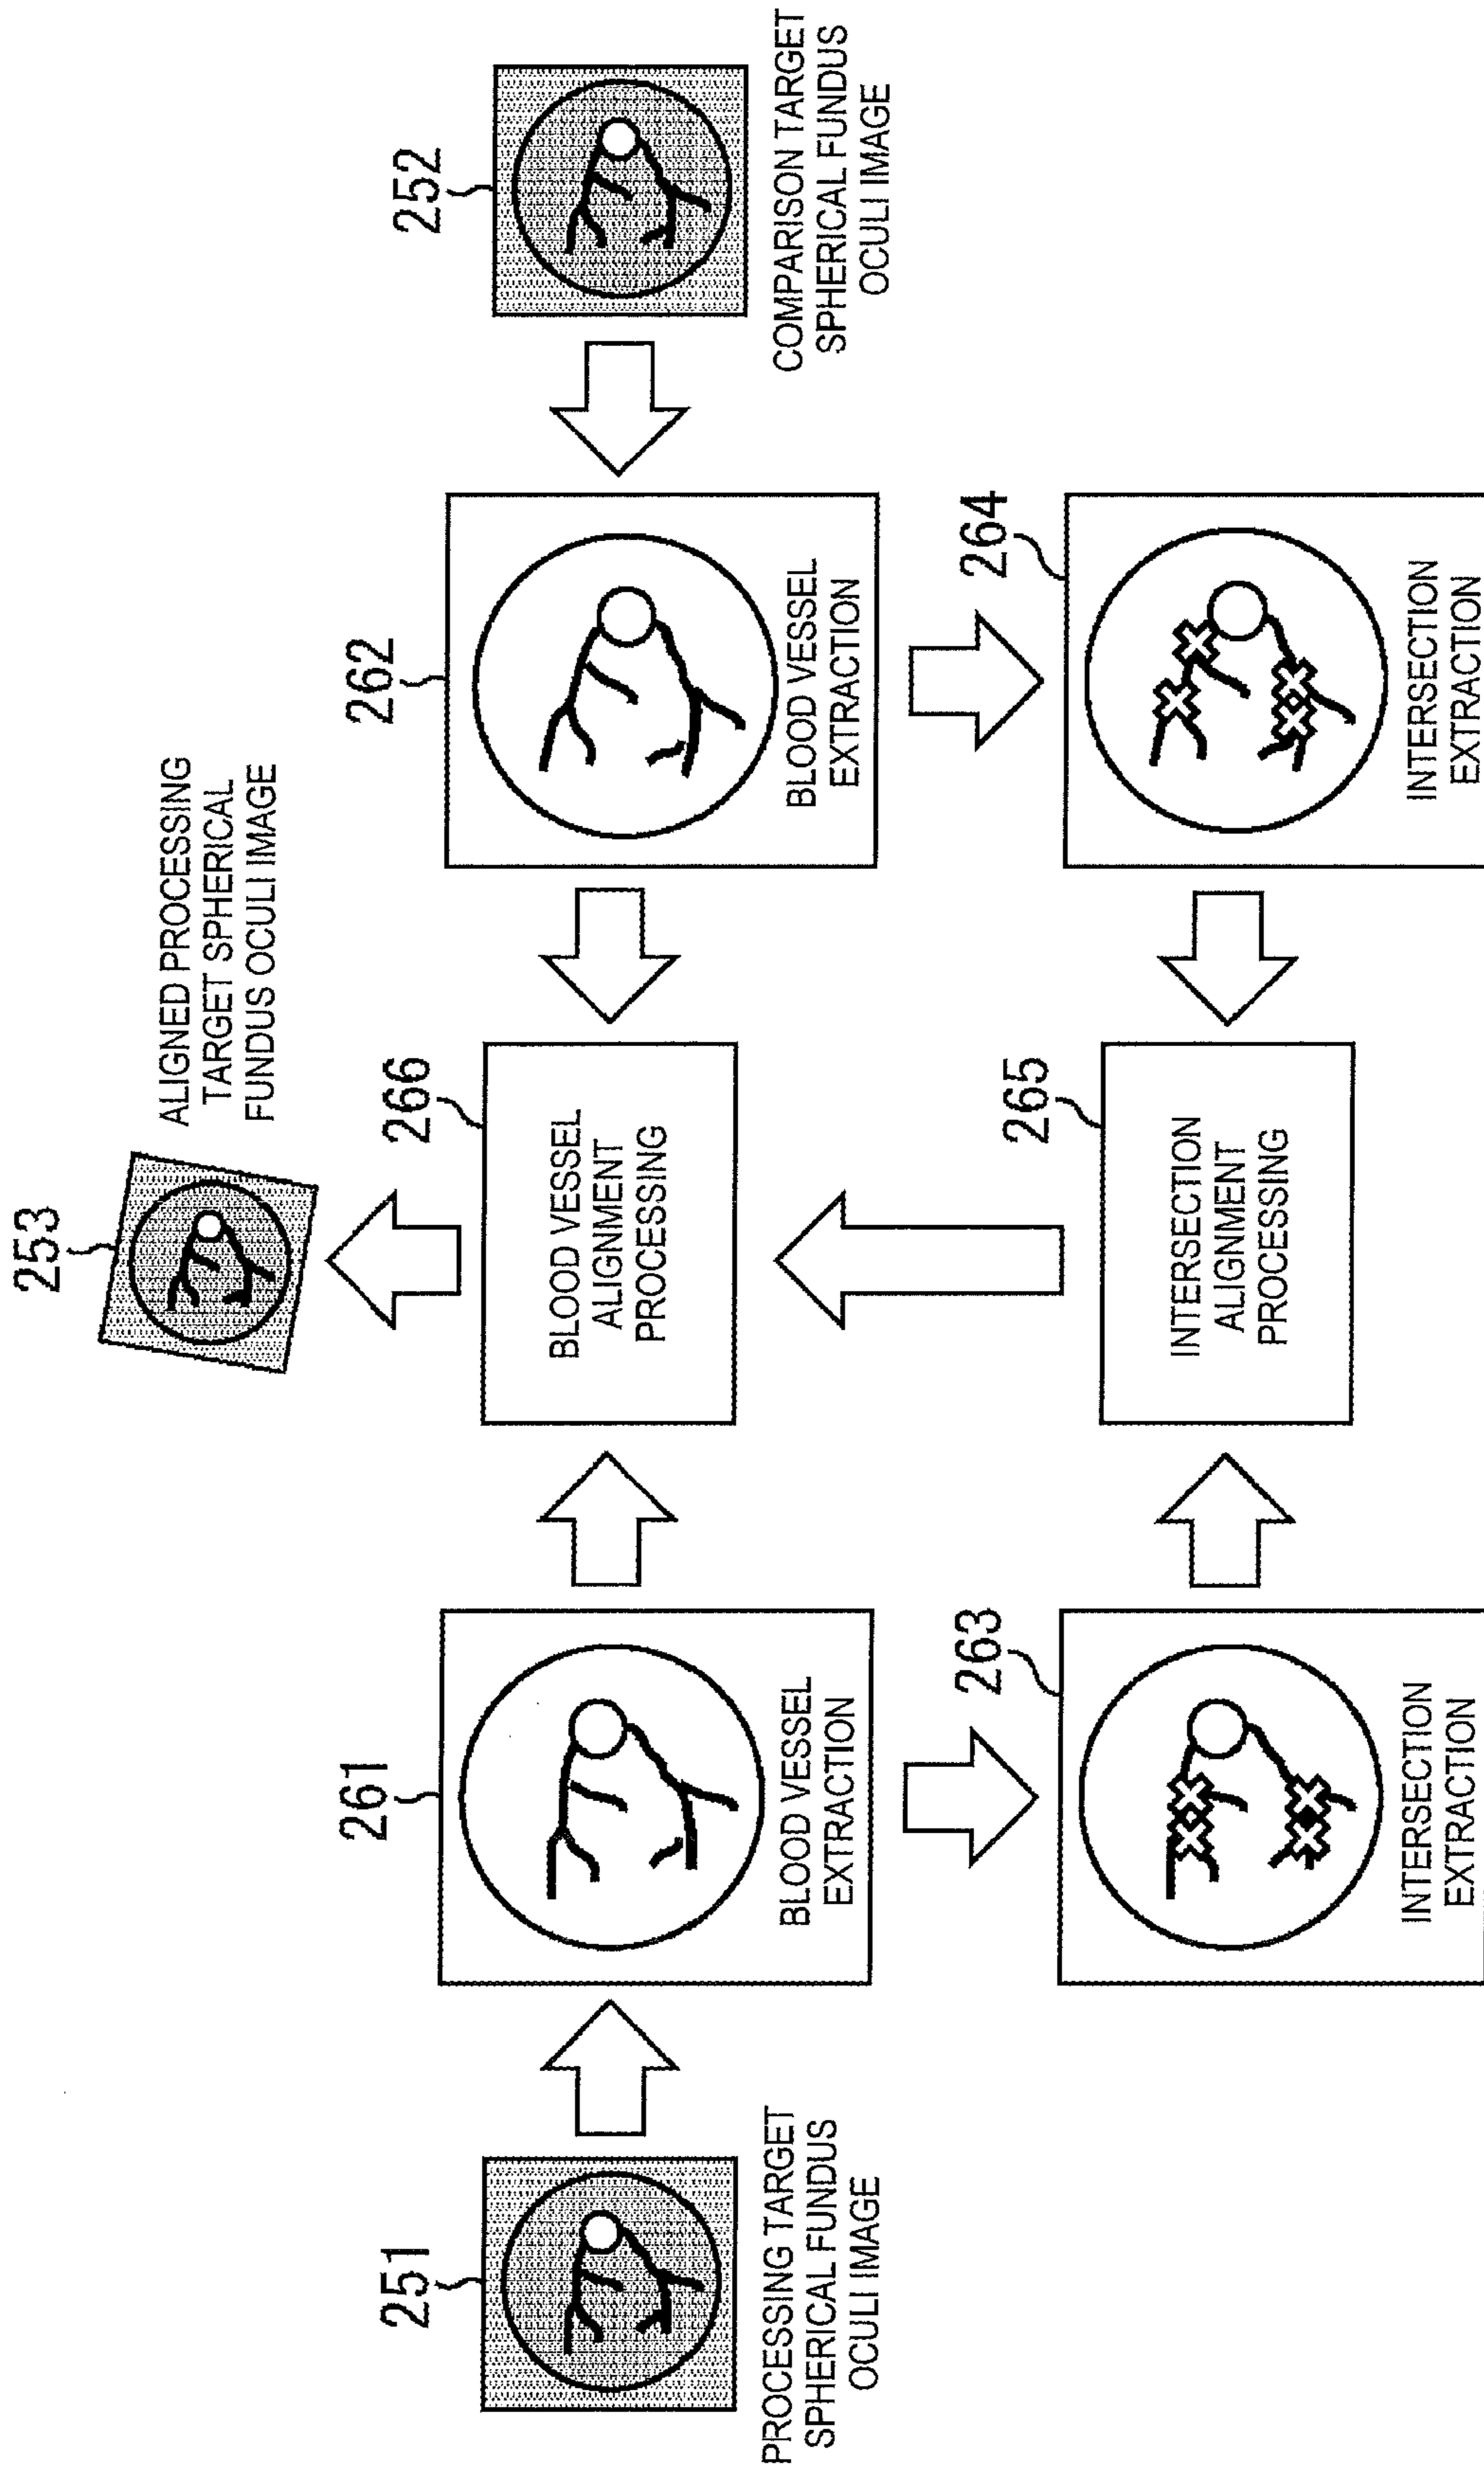 253
ALIGNED PROCESSING
TARGET SPHERICAL
FUNDUS OCULI IMAGE
251
PROCESSING TARGET
SPHERICAL FUNDUS
OCULI IMAGE
261
BLOOD VESSEL
EXTRACTION
266
BLOOD VESSEL
ALIGNMENT
PROCESSING
262
BLOOD VESSEL
EXTRACTION
252
COMPARISON TARGET
SPHERICAL FUNDUS
OCULI IMAGE
263
INTERSECTION
EXTRACTION
265
INTERSECTION
ALIGNMENT
PROCESSING
264
INTERSECTION
EXTRACTION